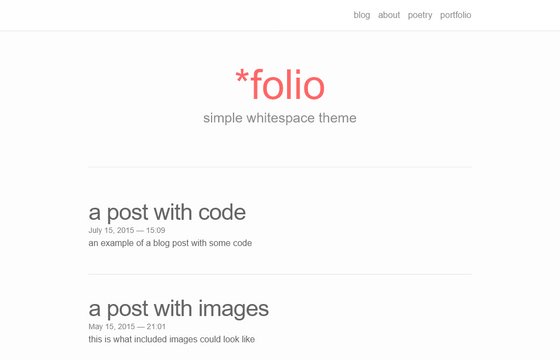 blog about poetry portfolio
*folio
simple whitespace theme
a post with code
July 15, 2015 — 15:09
an example of a blog post with some code
a post with images
May 15, 2015 — 21:01
this is what included images could look like